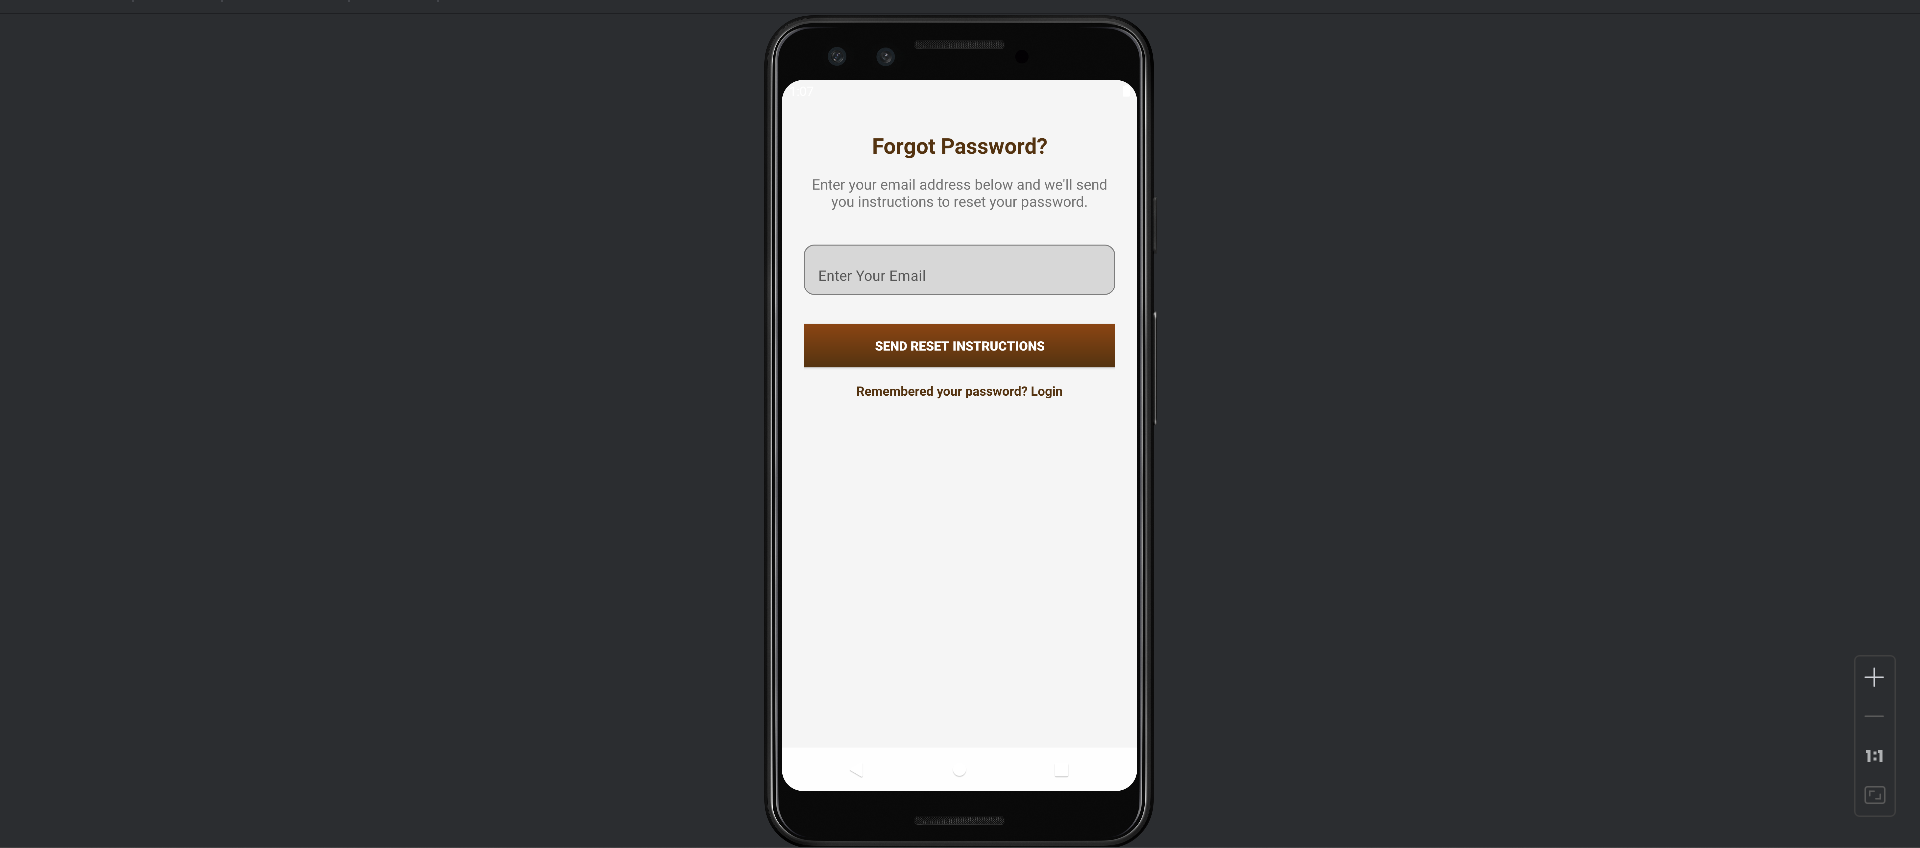 Forgot Password?
Enter your email address below and we'll send
you instructions to reset your password.
Enter Your Email
SEND RESET INSTRUCTIONS
Remembered your password? Login
1:1